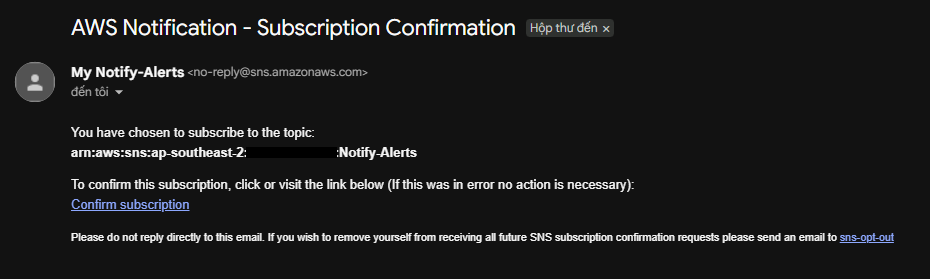 AWS Notification - Subscription Confirmation Hộp thư đến ×
My Notify-Alerts <no-reply@sns.amazonaws.com>
đến tôi
You have chosen to subscribe to the topic:
arn:aws:sns:ap-southeast-2: :Notify-Alerts
To confirm this subscription, click or visit the link below (If this was in error no action is necessary):
Confirm subscription
Please do not reply directly to this email. If you wish to remove yourself from receiving all future SNS subscription confirmation requests please send an email to sns-opt-out